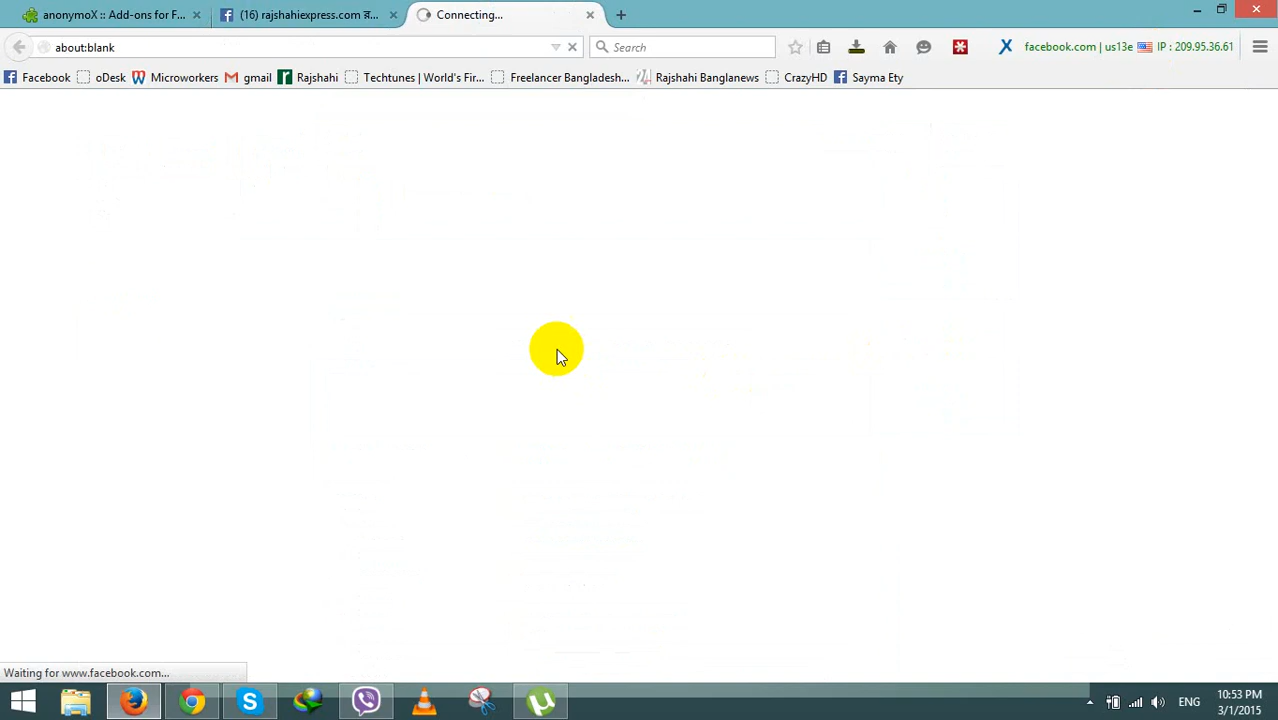 anonymoX :: Add-ons for F...
(16) rajshahiexpress.com র...
Connecting...
about:blank
Search
facebook.com | us13e IP : 209.95.36.61
Facebook oDesk Microworkers gmail Rajshahi Techtunes | World's Fir... Freelancer Bangladesh... Rajshahi Banglanews CrazyHD Sayma Ety
Waiting for www.facebook.com...
ENG
10:53 PM
3/1/2015